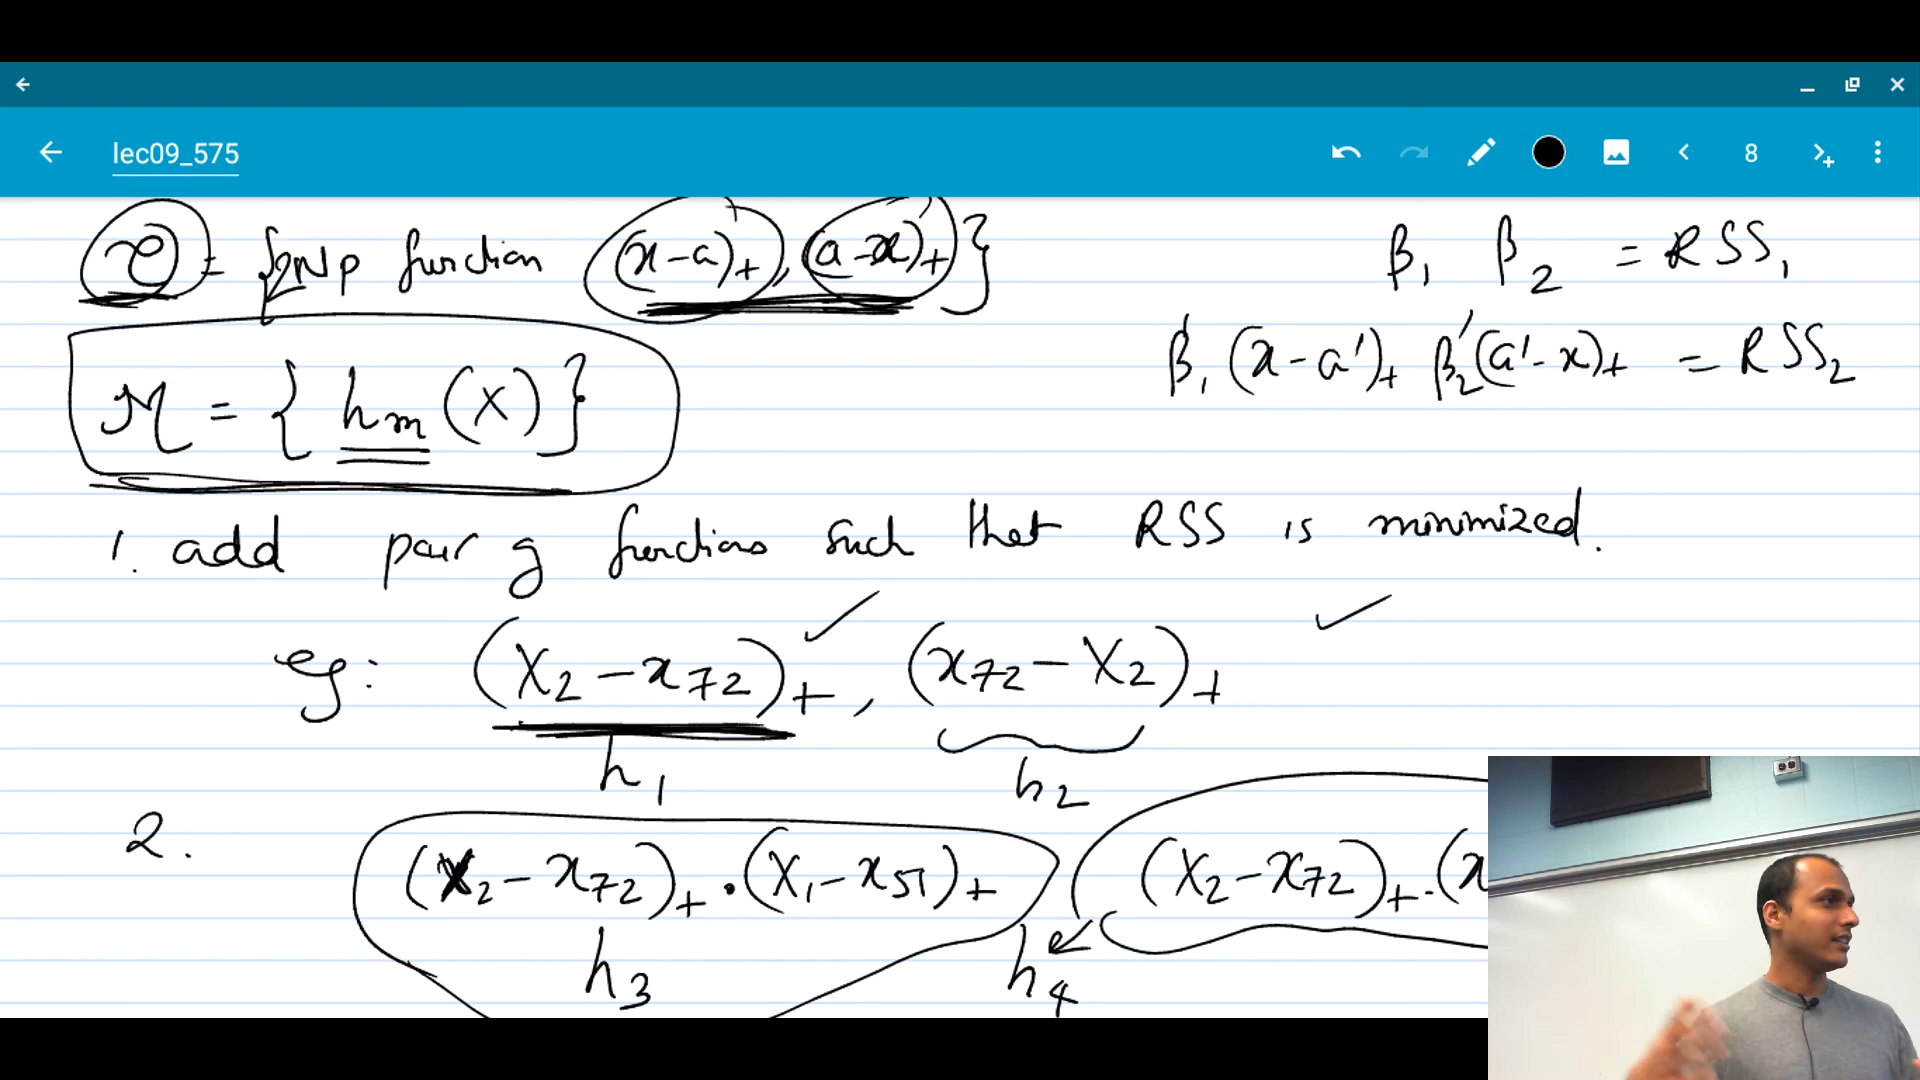 lec09_575
8
𝒞 = {2Np function (x-a)₊, (a-x)₊}
β₁ β₂ = RSS₁
β₁' (x-a')₊ β₂'(a'-x)₊ = RSS₂
ℳ = { hₘ(X) }
1. add pair of functions such that RSS is minimized.
eg: (X₂-x₇₂)₊, (x₇₂-X₂)₊
h₁ h₂
2. (X₂-x₇₂)₊·(X₁-x₅₁)₊ (X₂-x₇₂)₊·(x
h₃ h₄